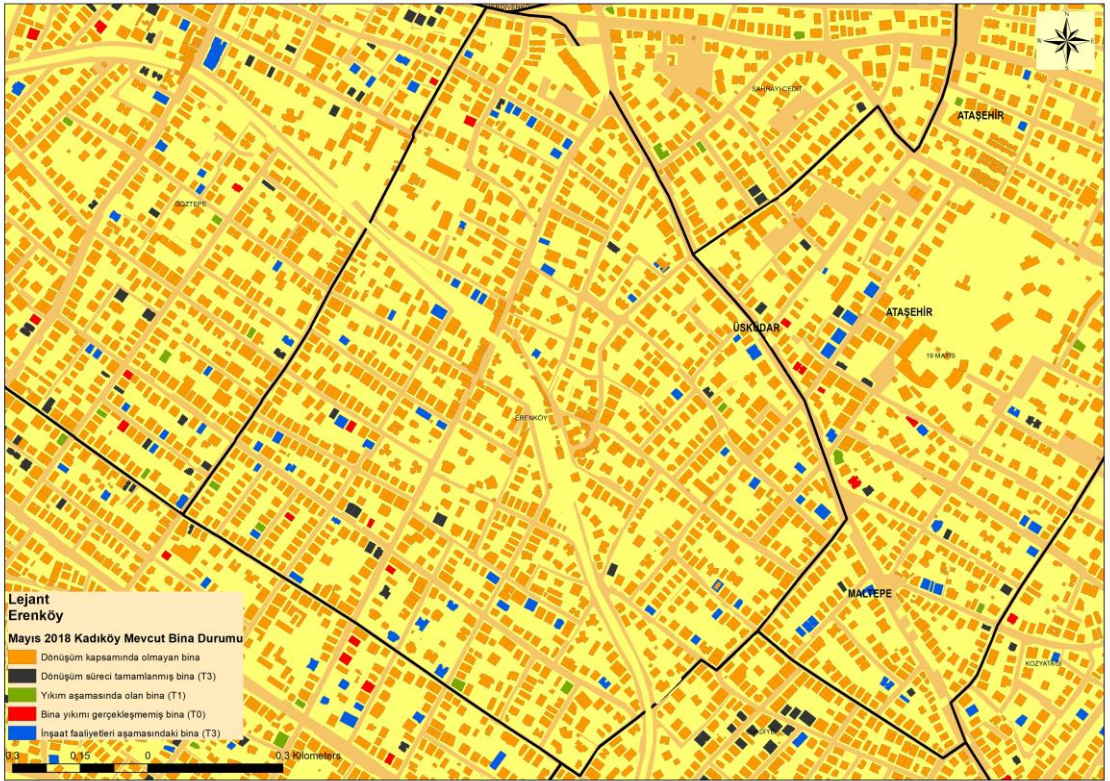 N
W E
S
SAHRAYI CEDİT
ATAŞEHİR
GÖZTEPE
ÜSKÜDAR
ATAŞEHİR
19 MAYIS
ERENKÖY
MALTEPE
KOZYATAĞI
Lejant
Erenköy
Mayıs 2018 Kadıköy Mevcut Bina Durumu
Dönüşüm kapsamında olmayan bina
Dönüşüm süreci tamamlanmış bina (T3)
Yıkım aşamasında olan bina (T1)
Bina yıkımı gerçekleşmemiş bina (T0)
İnşaat faaliyetleri aşamasındaki bina (T3)
0,3 0,15 0 0,3 Kilometers